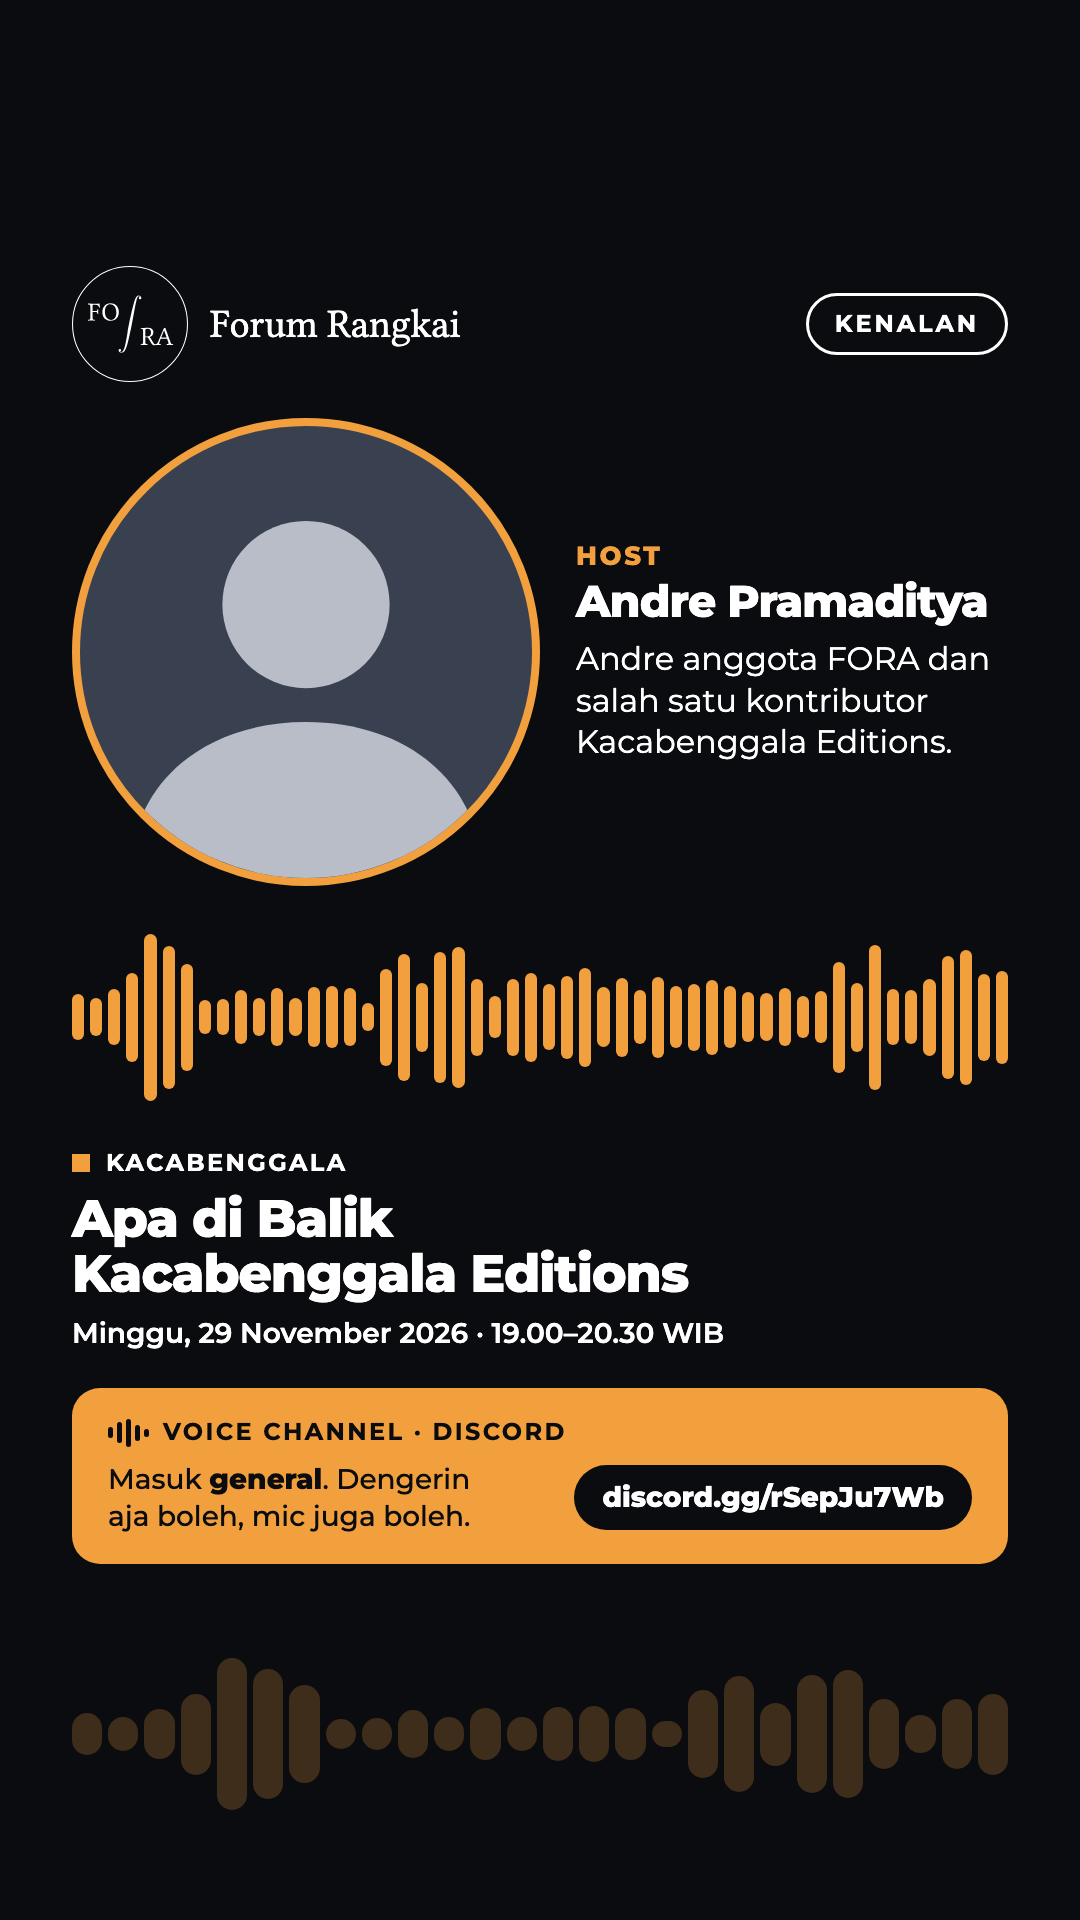 FO
RA
Forum Rangkai
KENALAN
HOST
Andre Pramaditya
Andre anggota FORA dan
salah satu kontributor
Kacabenggala Editions.
KACABENGGALA
Apa di Balik
Kacabenggala Editions
Minggu, 29 November 2026 · 19.00–20.30 WIB
VOICE CHANNEL · DISCORD
Masuk general. Dengerin
aja boleh, mic juga boleh.
discord.gg/rSepJu7Wb